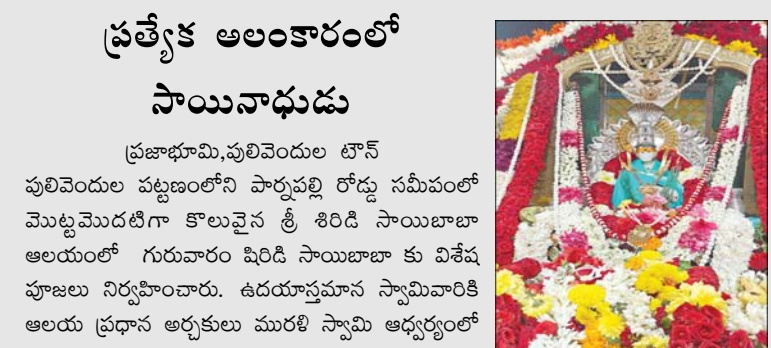 ప్రత్యేక అలంకారంలో
సాయినాధుడు
ప్రజాభూమి,పులివెందుల టౌన్
పులివెందుల పట్టణంలోని పార్నపల్లి రోడ్డు సమీపంలో
మొట్టమొదటిగా కొలువైన శ్రీ శిరిడి సాయిబాబా
ఆలయంలో గురువారం షిరిడి సాయిబాబా కు విశేష
పూజలు నిర్వహించారు. ఉదయాస్తమాన స్వామివారికి
ఆలయ ప్రధాన అర్చకులు మురళి స్వామి ఆధ్వర్యంలో